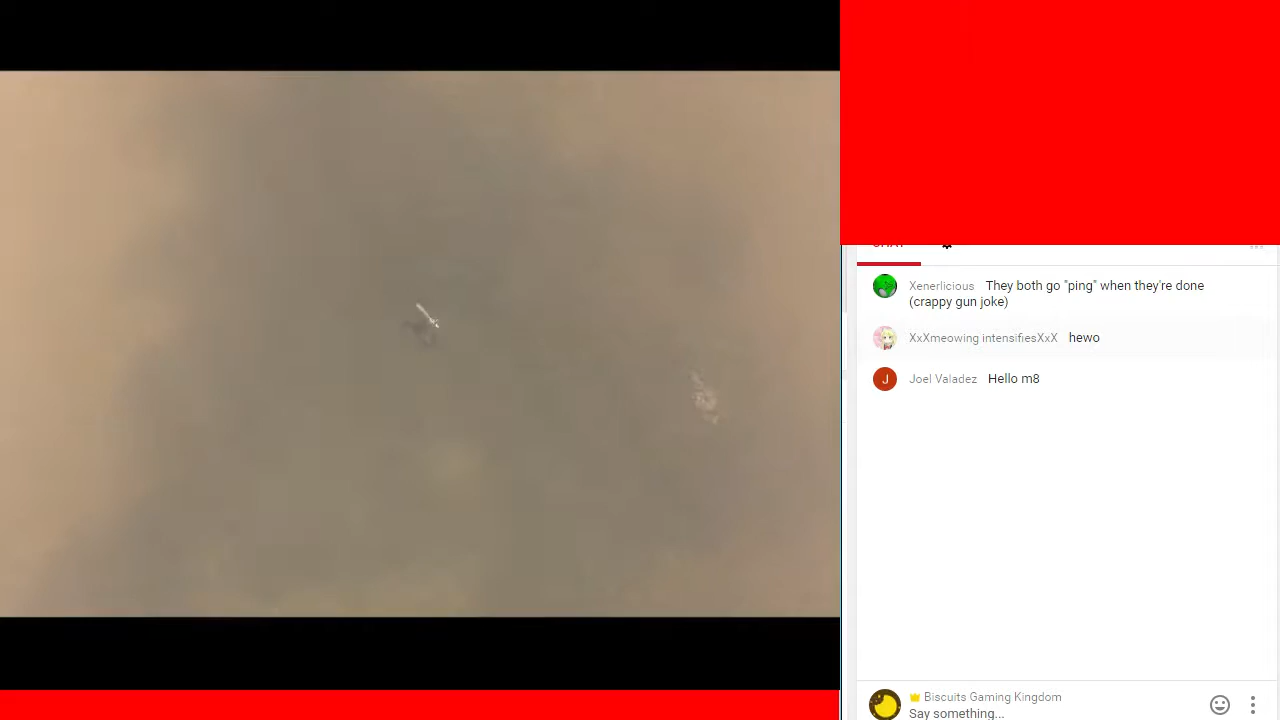 CHAT
Xenerlicious They both go "ping" when they're done
(crappy gun joke)
XxXmeowing intensifiesXxX hewo
J Joel Valadez Hello m8
Biscuits Gaming Kingdom
Say something...